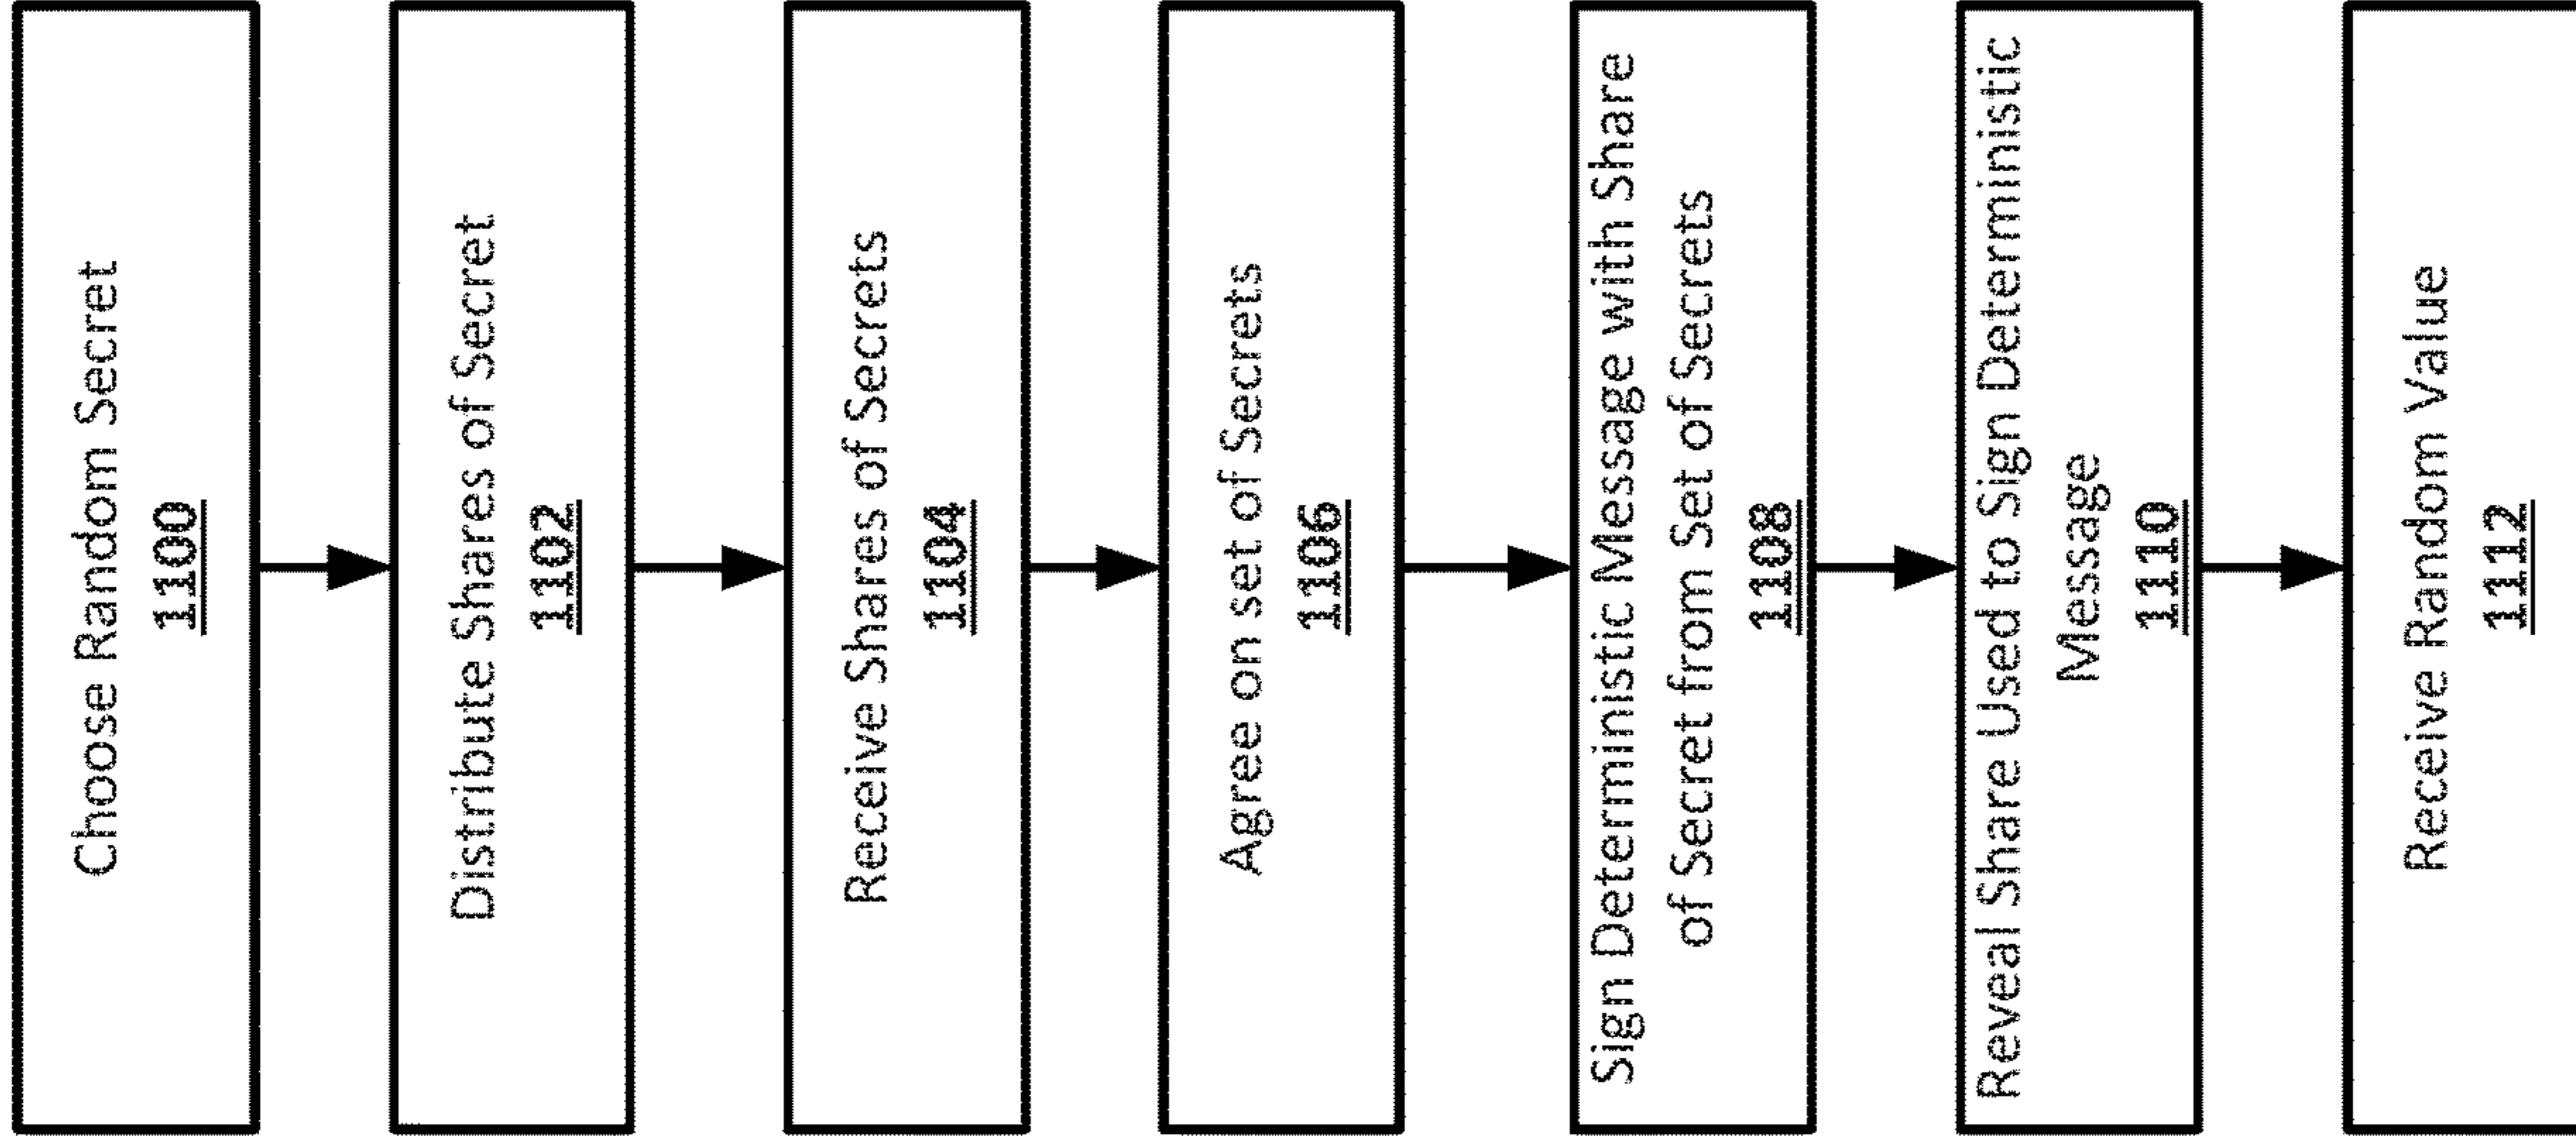 Choose Random Secret
1100
Distribute Shares of Secret
1102
Receive Shares of Secrets
1104
Agree on set of Secrets
1106
Sign Deterministic Message with Share
of Secret from Set of Secrets
1108
Reveal Share Used to Sign Deterministic
Message
1110
Receive Random Value
1112